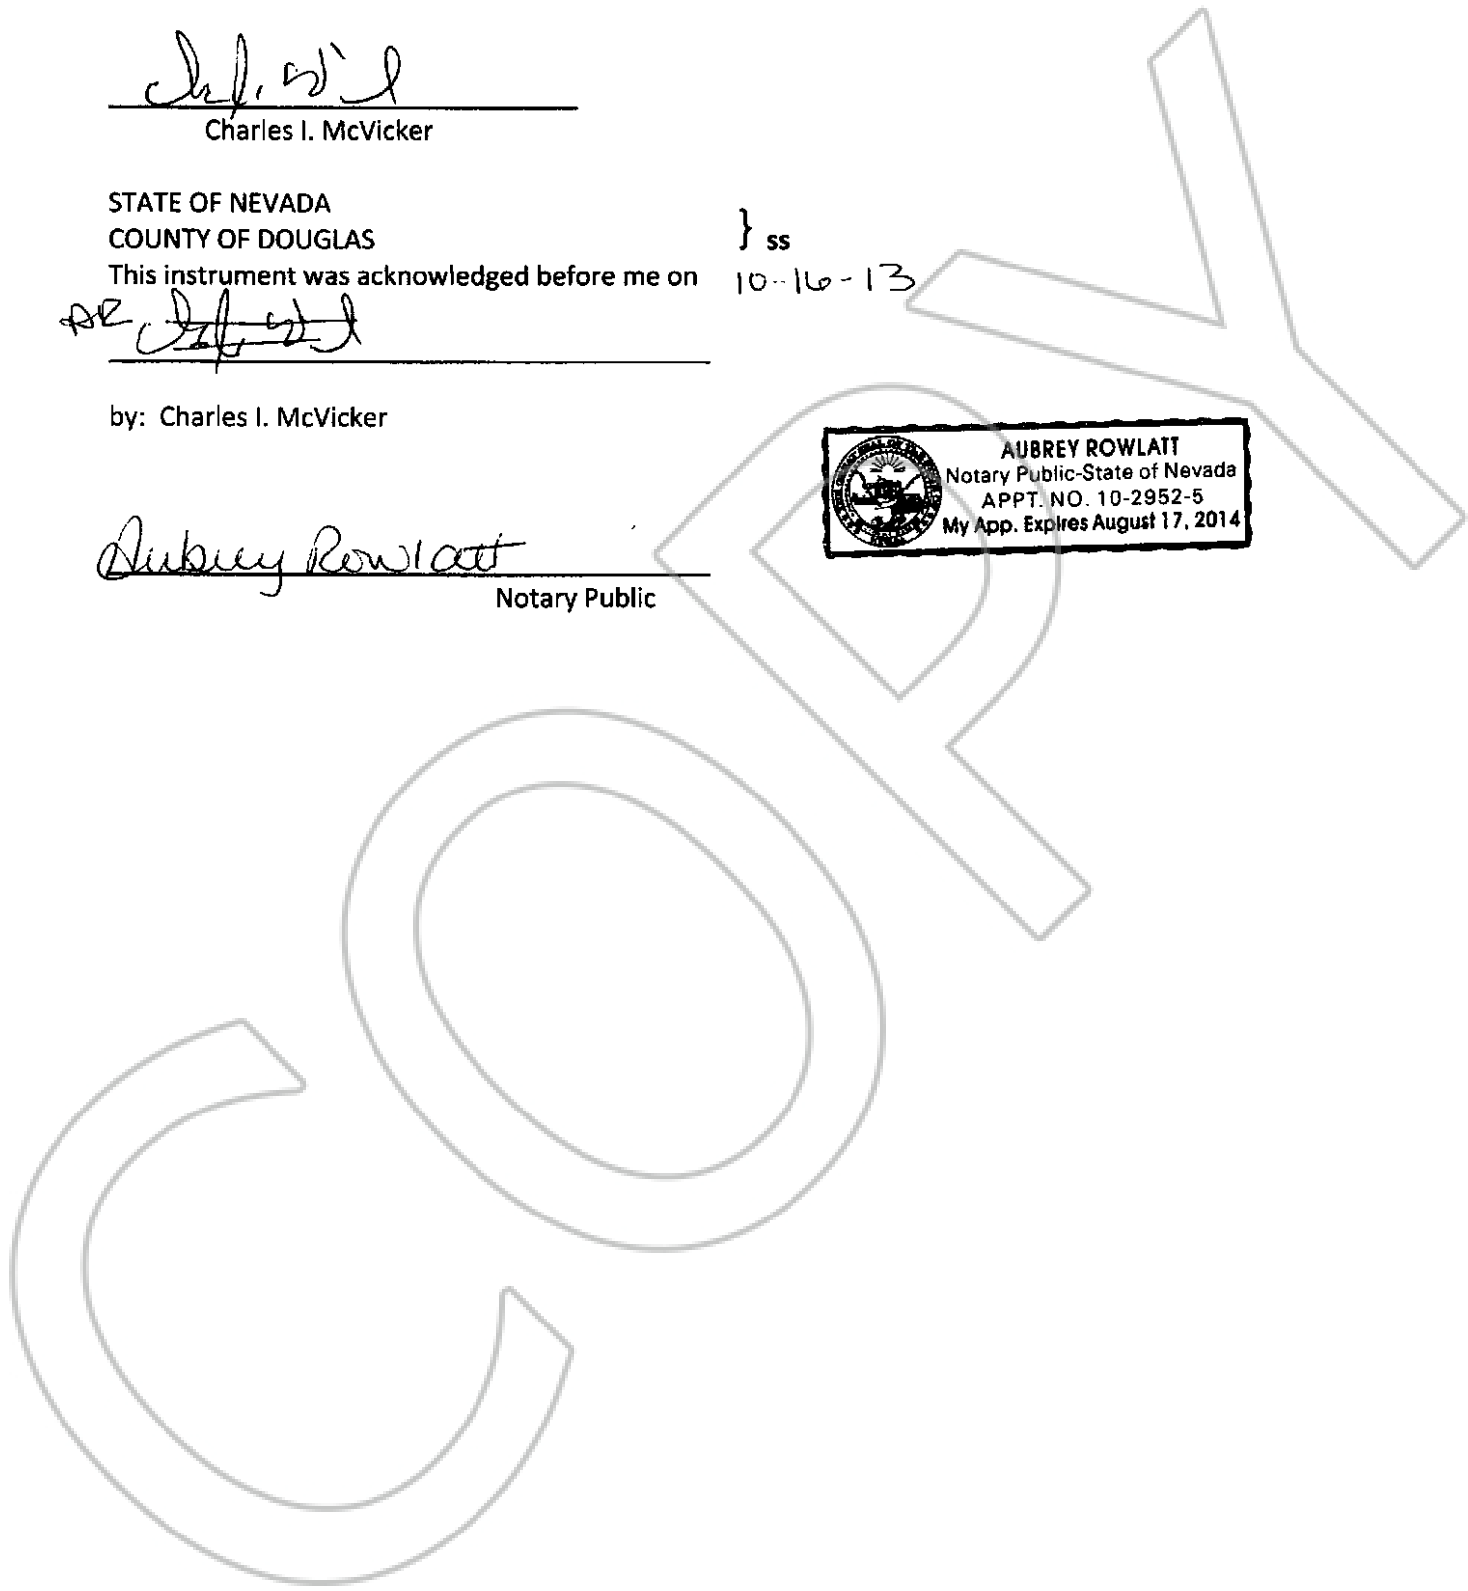 Charles I. McVicker
STATE OF NEVADA
COUNTY OF DOUGLAS
} ss
This instrument was acknowledged before me on 10-16-13
AR
by: Charles I. McVicker
AUBREY ROWLATT
Notary Public-State of Nevada
APPT. NO. 10-2952-5
My App. Expires August 17, 2014
Aubrey Rowlatt
Notary Public
COPY